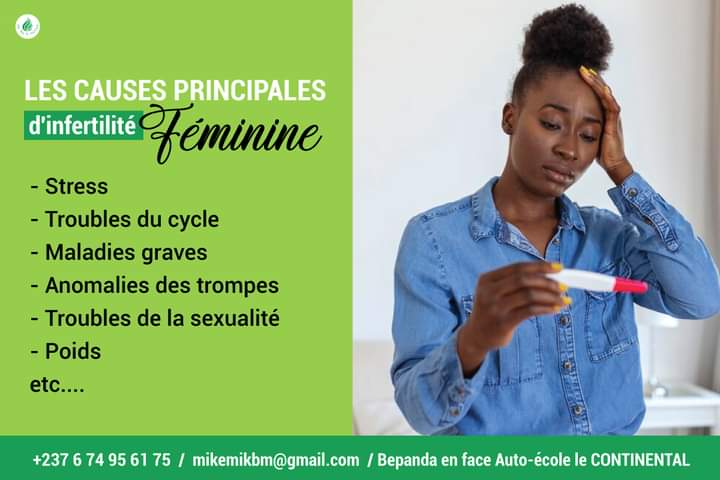 LES CAUSES PRINCIPALES
d'infertilité Féminine
- Stress
- Troubles du cycle
- Maladies graves
- Anomalies des trompes
- Troubles de la sexualité
- Poids
etc....
+237 6 74 95 61 75 / mikemikbm@gmail.com / Bepanda en face Auto-école le CONTINENTAL